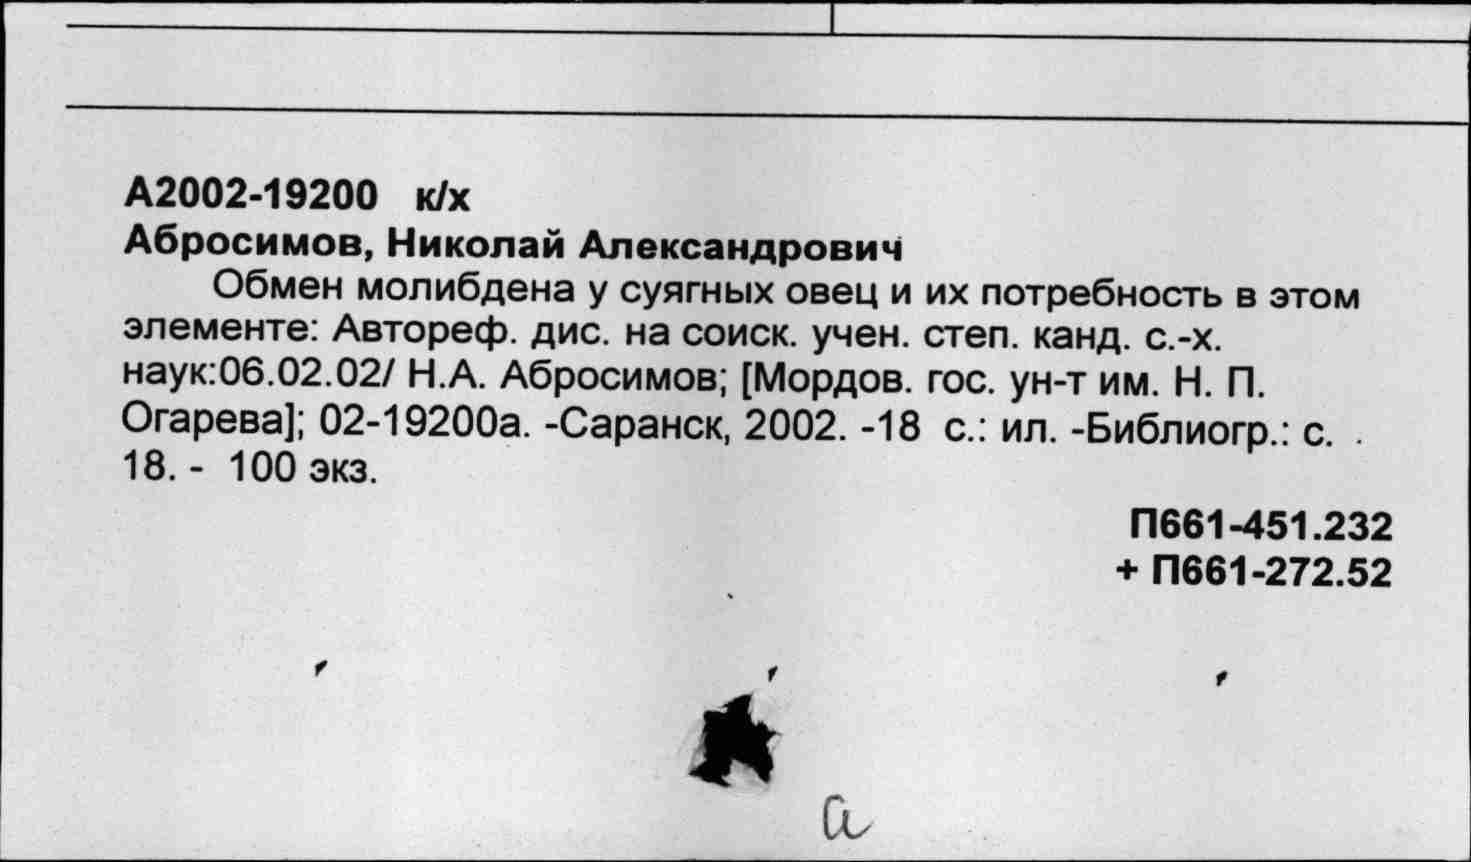 А2002-19200 к/х
Абросимов, Николай Александрович
Обмен молибдена у суягных овец и их потребность в этом
элементе: Автореф. дис. на соиск. учен. степ. канд. с.-х.
наук:06.02.02/ Н.А. Абросимов; [Мордов. гос. ун-т им. Н. П.
Огарева]; 02-19200а. -Саранск, 2002. -18 с.: ил. -Библиогр.: с.
18. - 100 экз.
П661-451.232
+ П661-272.52
а